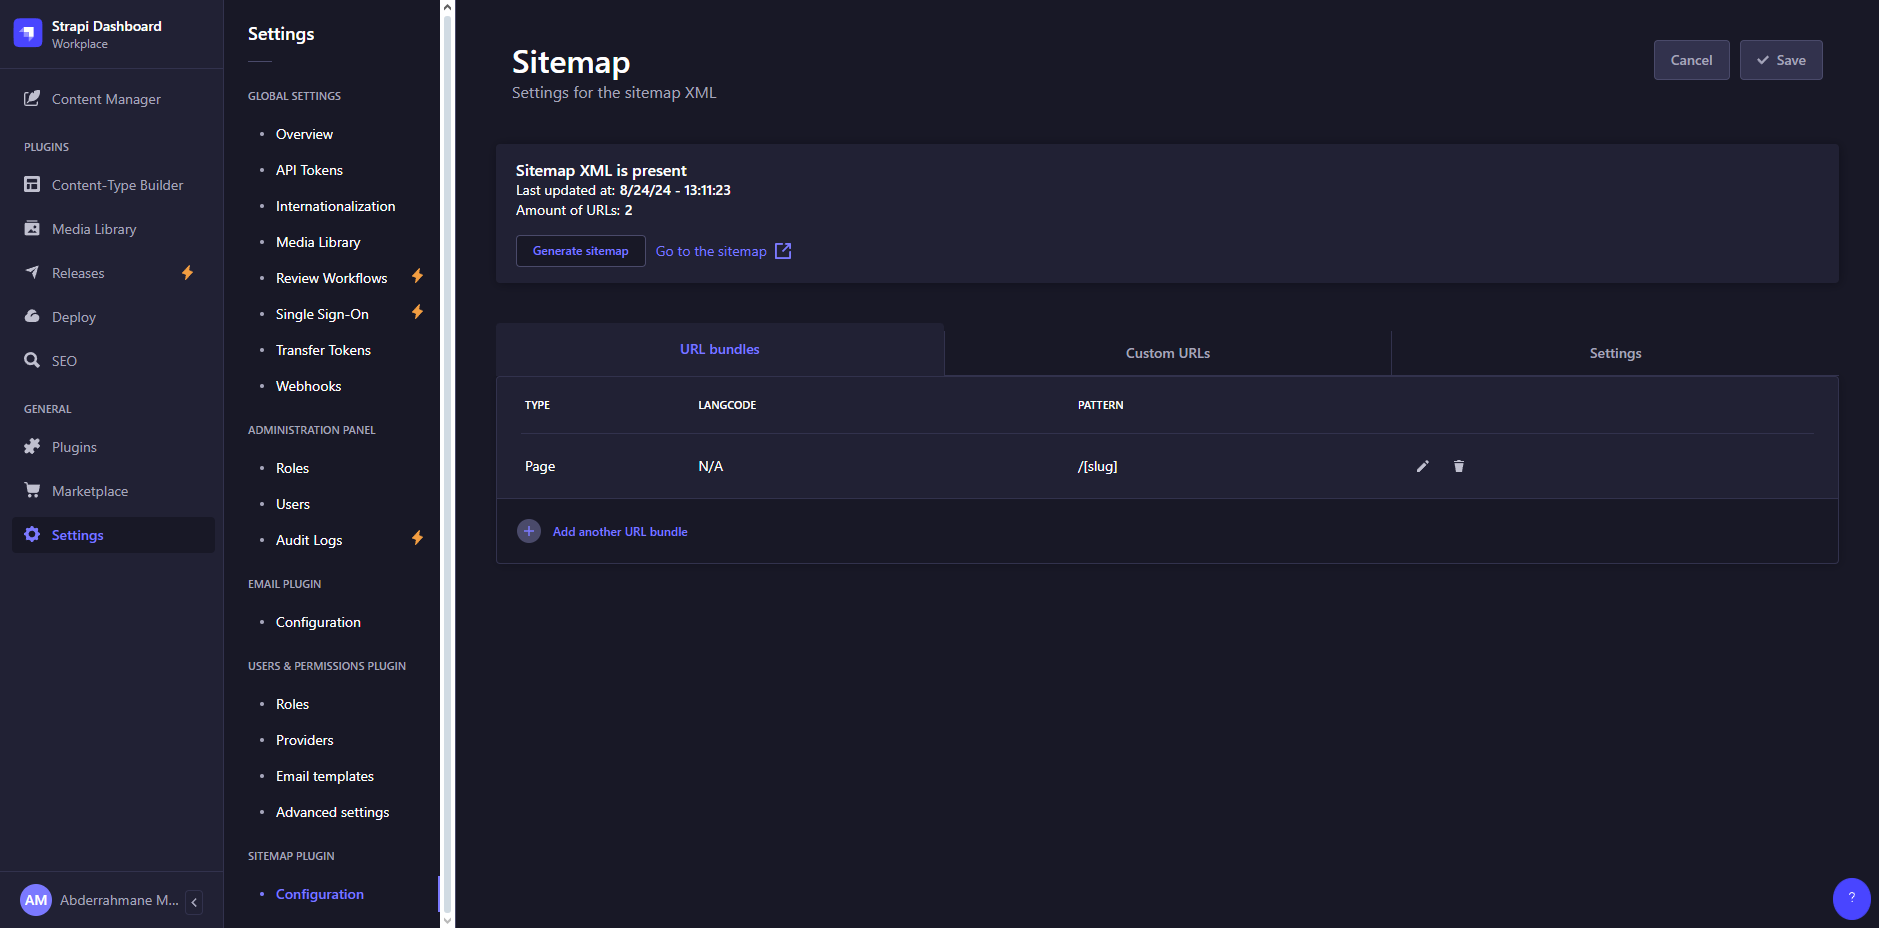 Strapi Dashboard
Workplace
Content Manager
PLUGINS
Content-Type Builder
Media Library
Releases
Deploy
SEO
GENERAL
Plugins
Marketplace
Settings
AM
Abderrahmane M...
Settings
GLOBAL SETTINGS
Overview
API Tokens
Internationalization
Media Library
Review Workflows
Single Sign-On
Transfer Tokens
Webhooks
ADMINISTRATION PANEL
Roles
Users
Audit Logs
EMAIL PLUGIN
Configuration
USERS & PERMISSIONS PLUGIN
Roles
Providers
Email templates
Advanced settings
SITEMAP PLUGIN
Configuration
Sitemap
Settings for the sitemap XML
Cancel
Save
Sitemap XML is present
Last updated at: 8/24/24 - 13:11:23
Amount of URLs: 2
Generate sitemap
Go to the sitemap
URL bundles
Custom URLs
Settings
TYPE LANGCODE PATTERN
Page N/A /[slug]
Add another URL bundle
?